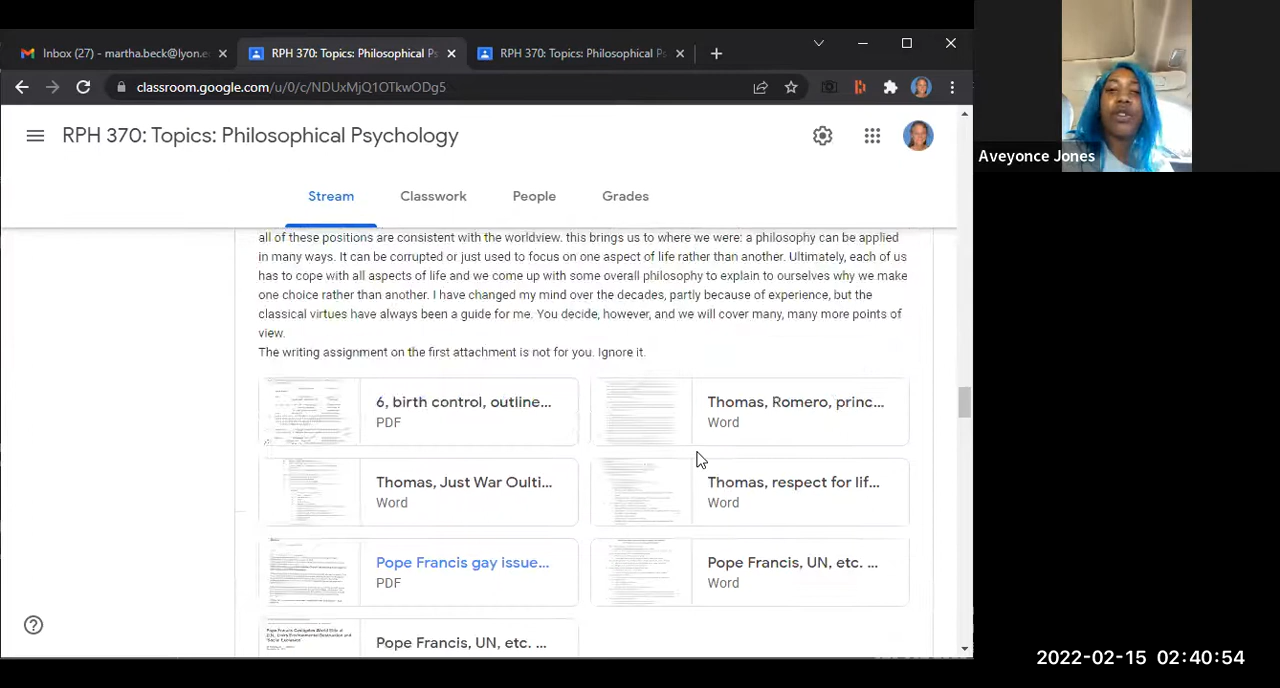 Inbox (27) - martha.beck@lyon.e
RPH 370: Topics: Philosophical Ps
RPH 370: Topics: Philosophical Ps
classroom.google.com/u/0/c/NDUxMjQ1OTkwODg5
RPH 370: Topics: Philosophical Psychology
Stream Classwork People Grades
all of these positions are consistent with the worldview. this brings us to where we were: a philosophy can be applied
in many ways. It can be corrupted or just used to focus on one aspect of life rather than another. Ultimately, each of us
has to cope with all aspects of life and we come up with some overall philosophy to explain to ourselves why we make
one choice rather than another. I have changed my mind over the decades, partly because of experience, but the
classical virtues have always been a guide for me. You decide, however, and we will cover many, many more points of
view.
The writing assignment on the first attachment is not for you. Ignore it.
6, birth control, outline...
PDF
Thomas, Romero, princ...
Word
Thomas, Just War Oulti...
Word
Thomas, respect for lif...
Word
Pope Francis gay issue...
PDF
Pope Francis, UN, etc. ...
Word
Pope Francis, UN, etc. ...
Aveyonce Jones
2022-02-15 02:40:54